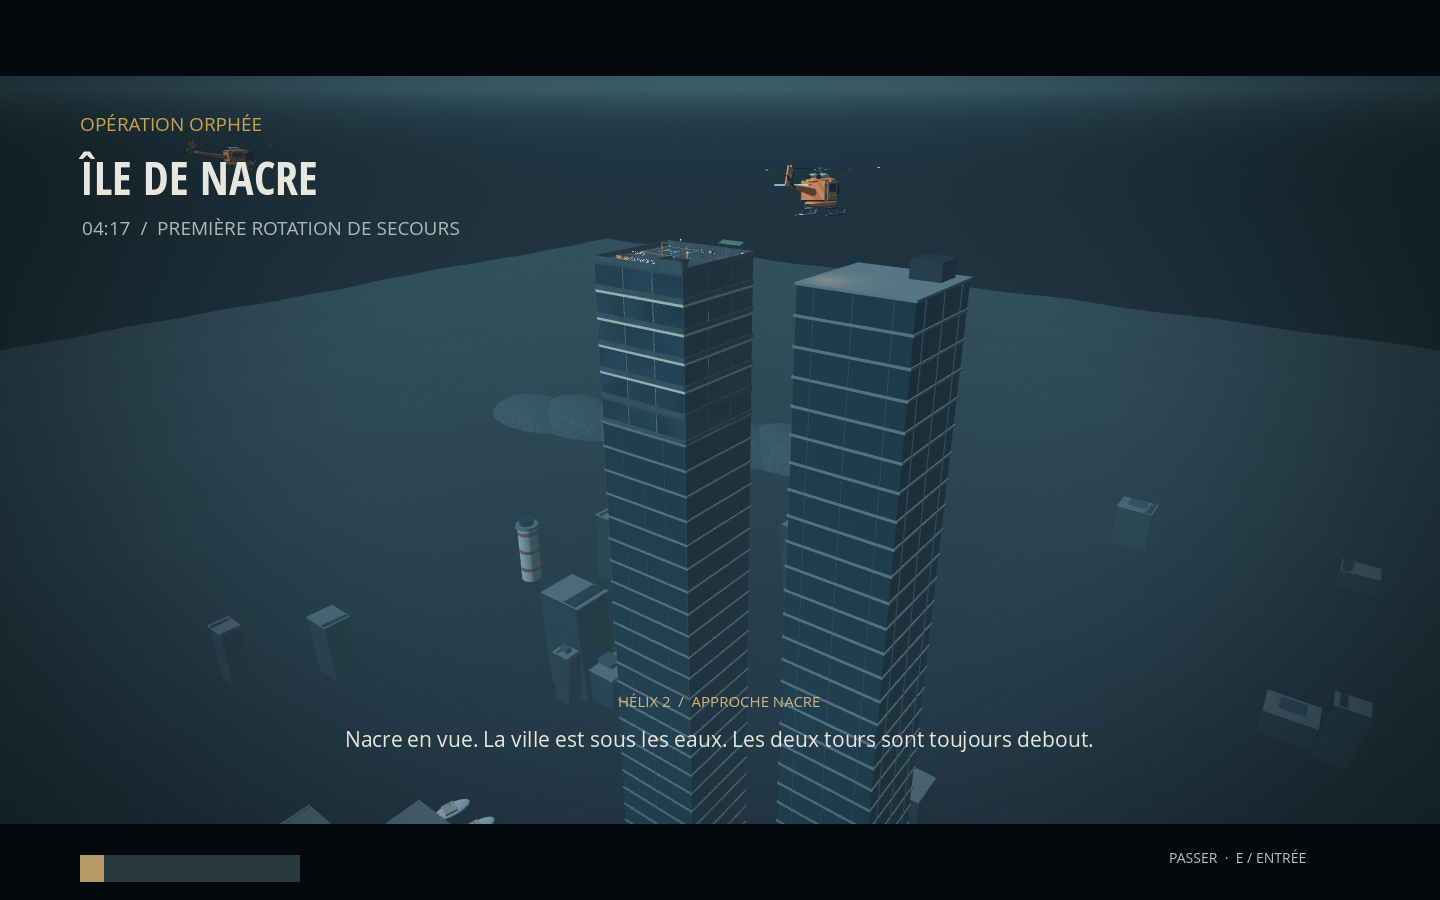 OPÉRATION ORPHÉE
ÎLE DE NACRE
04:17 / PREMIÈRE ROTATION DE SECOURS
HÉLIX 2 / APPROCHE NACRE
Nacre en vue. La ville est sous les eaux. Les deux tours sont toujours debout.
PASSER · E / ENTRÉE